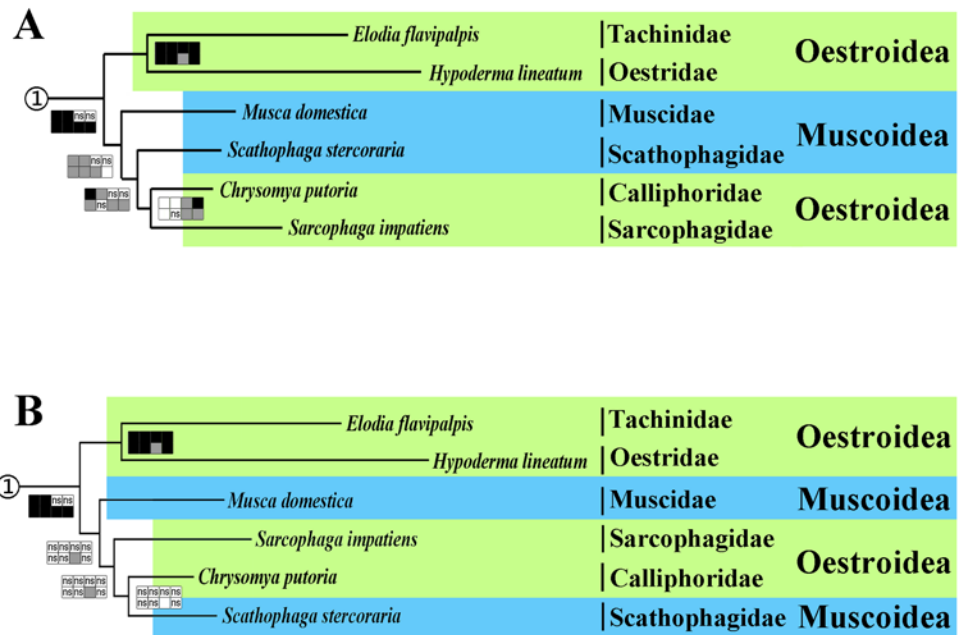 A
Elodia flavipalpis
Tachinidae
Oestroidea
Hypoderma lineatum
Oestridae
①
ns ns
Musca domestica
Muscidae
Muscoidea
Scathophaga stercoraria
Scathophagidae
ns ns
ns ns
ns
Chrysomya putoria
Calliphoridae
Oestroidea
ns
Sarcophaga impatiens
Sarcophagidae
B
Elodia flavipalpis
Tachinidae
Oestroidea
Hypoderma lineatum
Oestridae
①
ns ns
Musca domestica
Muscidae
Muscoidea
Sarcophaga impatiens
Sarcophagidae
Oestroidea
ns ns ns ns
ns ns ns
Chrysomya putoria
Calliphoridae
ns ns ns ns
ns ns ns
ns ns ns ns
ns ns ns
Scathophaga stercoraria
Scathophagidae
Muscoidea